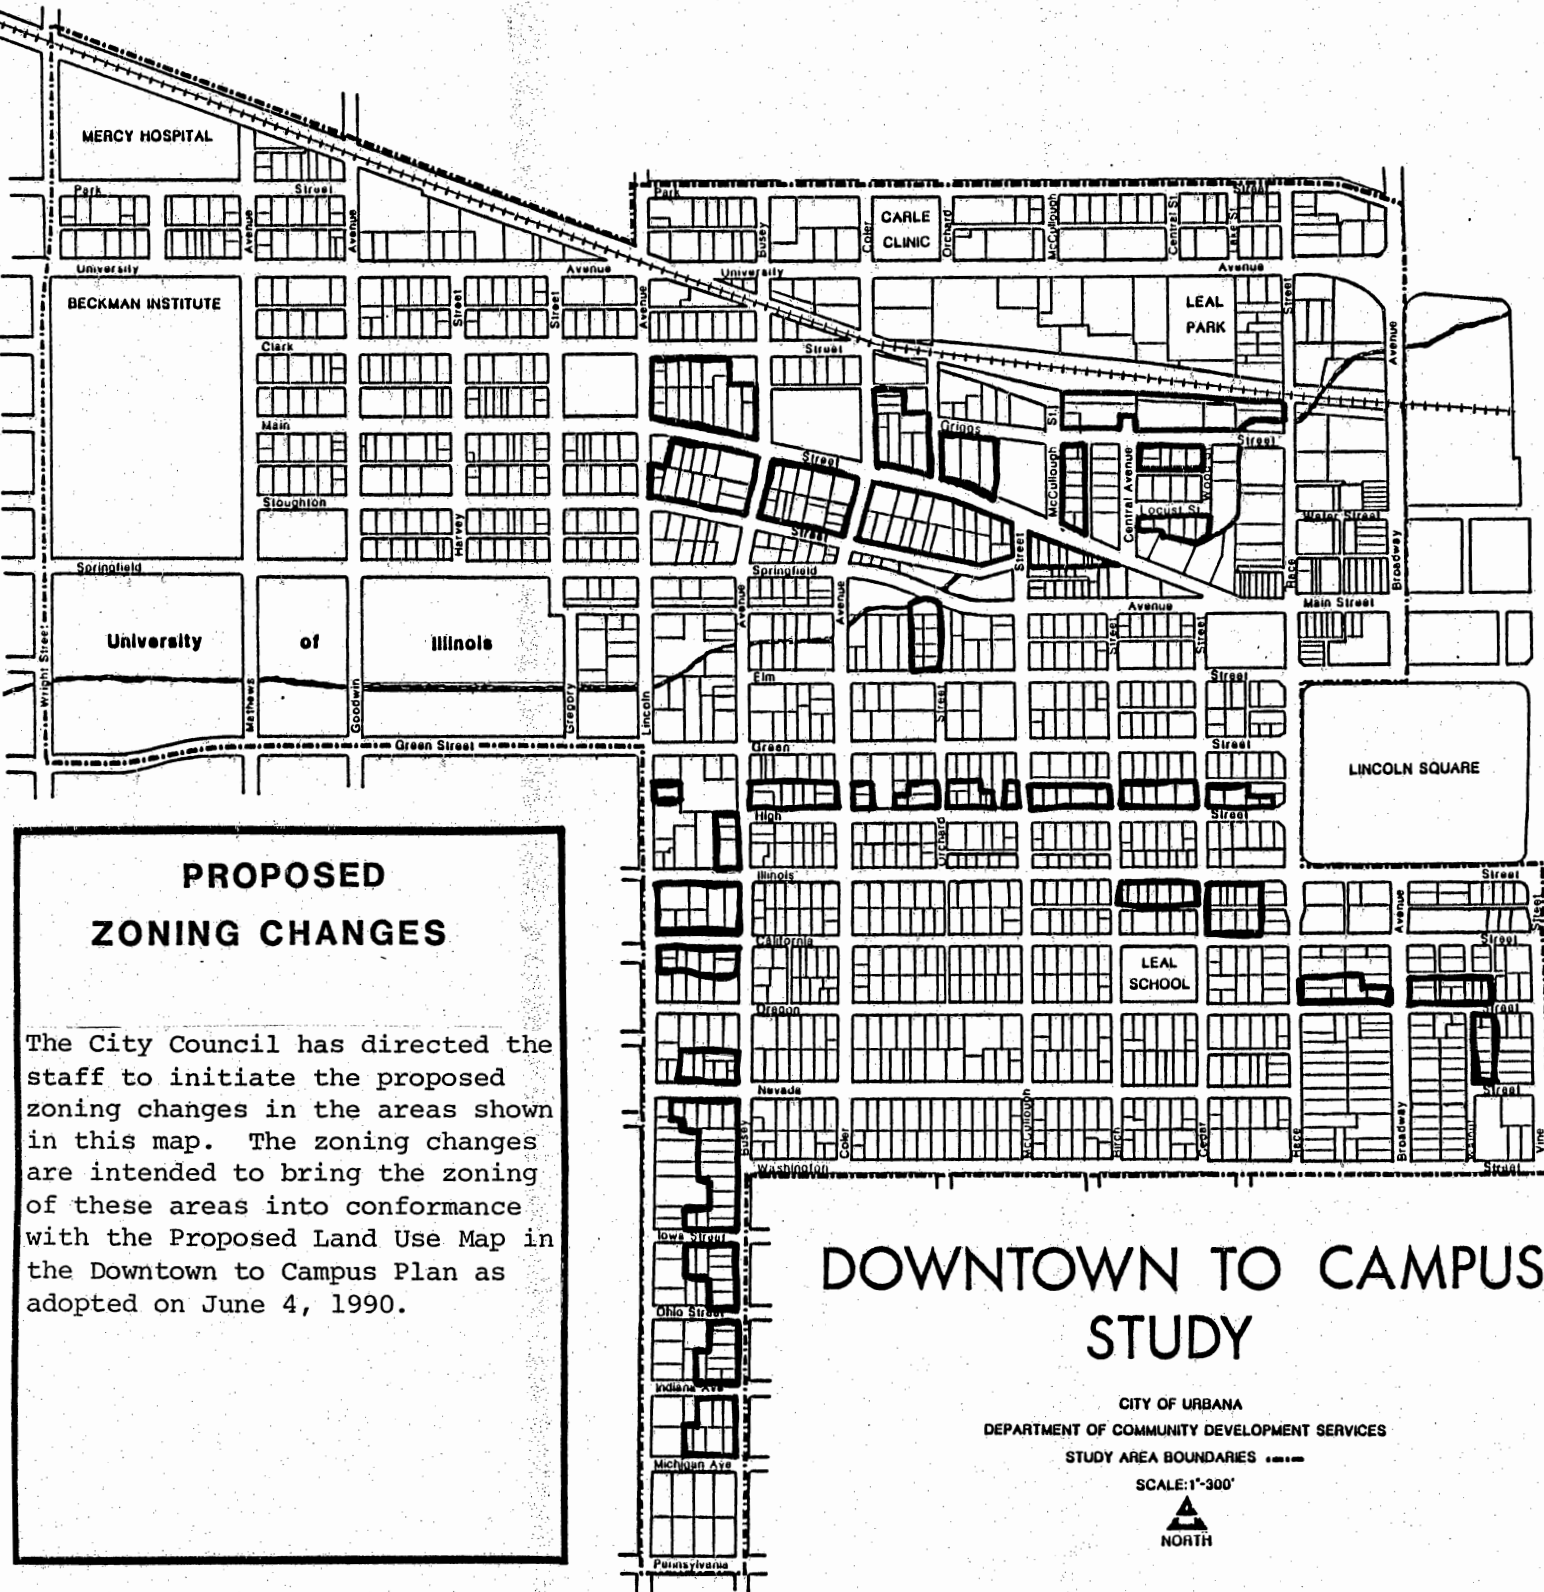 MERCY HOSPITAL
Park
Street
Avenue
Avenue
University
Avenue
BECKMAN INSTITUTE
Street
Street
Avenue
Clark
Main
Stoughton
Harvey
Springfield
University of Illinois
Wright Street
Mathews
Goodwin
Gregory
Lincoln
Green Street
Park
Street
Busey
Coler
CARLE
CLINIC
Orchard
McCullough
Central St.
Lake St.
University
Avenue
LEAL
PARK
Street
Avenue
Street
Griggs
St.
Street
Street
McCullough
Central Avenue
Wood St.
Locust St.
Water Street
Street
Street
Springfield
Avenue
Avenue
Avenue
Race
Broadway
Main Street
Street
Street
Elm
Street
Street
Green
Street
LINCOLN SQUARE
High
Street
Orchard
Illinois
Street
Avenue
Street
California
Street
LEAL
SCHOOL
Oregon
Street
Nevada
Street
Busey
Coler
McCullough
Birch
Cedar
Race
Broadway
Walnut
Vine
Washington
Street
Iowa Street
Ohio Street
Indiana Ave
Michigan Ave
Pennsylvania
PROPOSED
ZONING CHANGES
The City Council has directed the
staff to initiate the proposed
zoning changes in the areas shown
in this map. The zoning changes
are intended to bring the zoning
of these areas into conformance
with the Proposed Land Use Map in
the Downtown to Campus Plan as
adopted on June 4, 1990.
DOWNTOWN TO CAMPUS
STUDY
CITY OF URBANA
DEPARTMENT OF COMMUNITY DEVELOPMENT SERVICES
STUDY AREA BOUNDARIES
SCALE:1"-300'
NORTH